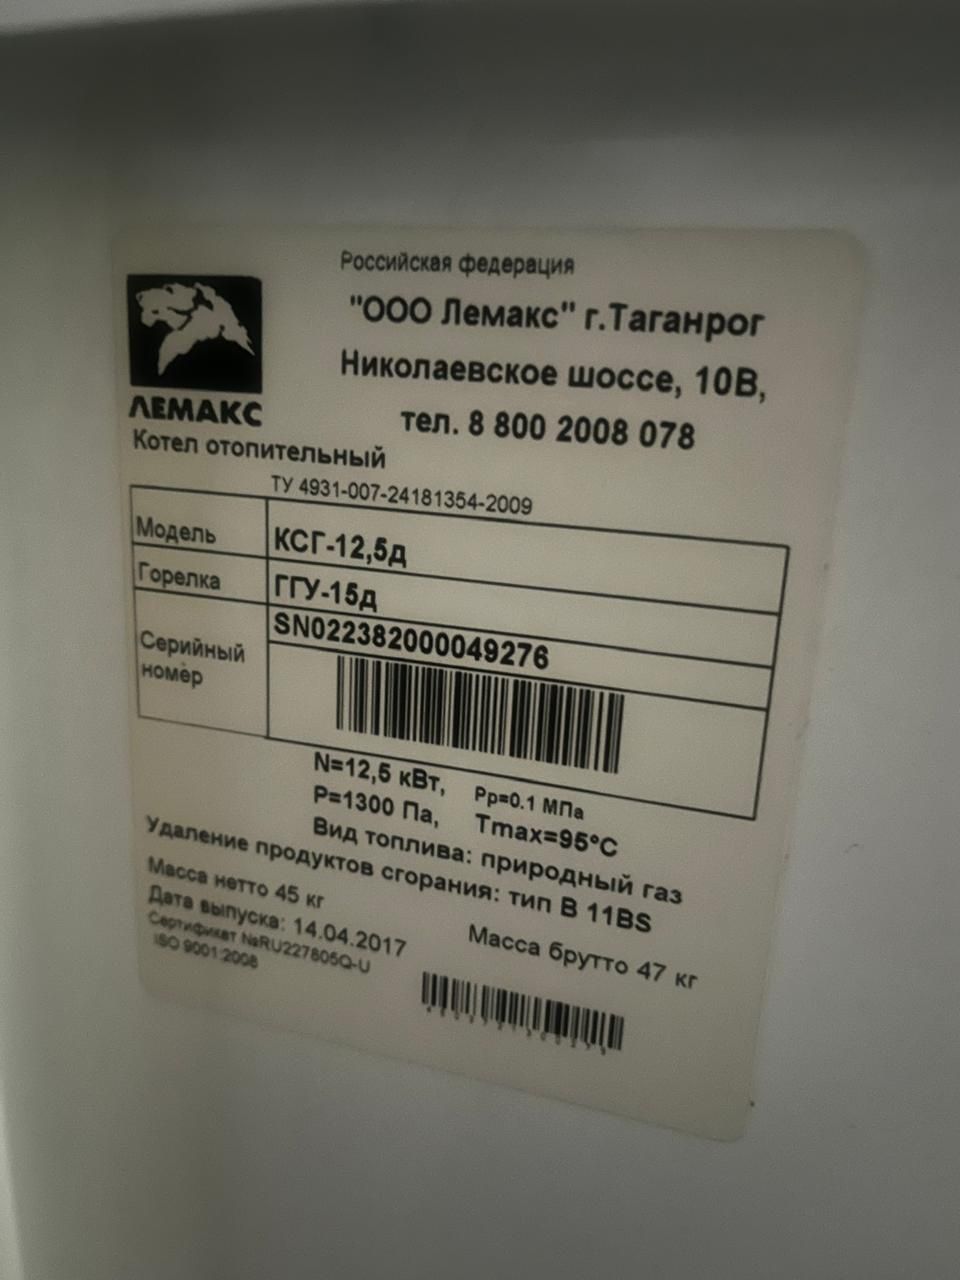 Российская федерация
"ООО Лемакс" г.Таганрог
Николаевское шоссе, 10В,
тел. 8 800 2008 078
ЛЕМАКС
Котел отопительный
ТУ 4931-007-24181354-2009
Модель КСГ-12,5д
Горелка ГГУ-15д
Серийный номер SN022382000049276
N=12,5 кВт, Pp=0.1 МПа
P=1300 Па, Tmax=95°C
Вид топлива: природный газ
Удаление продуктов сгорания: тип В 11BS
Масса нетто 45 кг Масса брутто 47 кг
Дата выпуска: 14.04.2017
Сертификат №RU227805Q-U
ISO 9001:2008